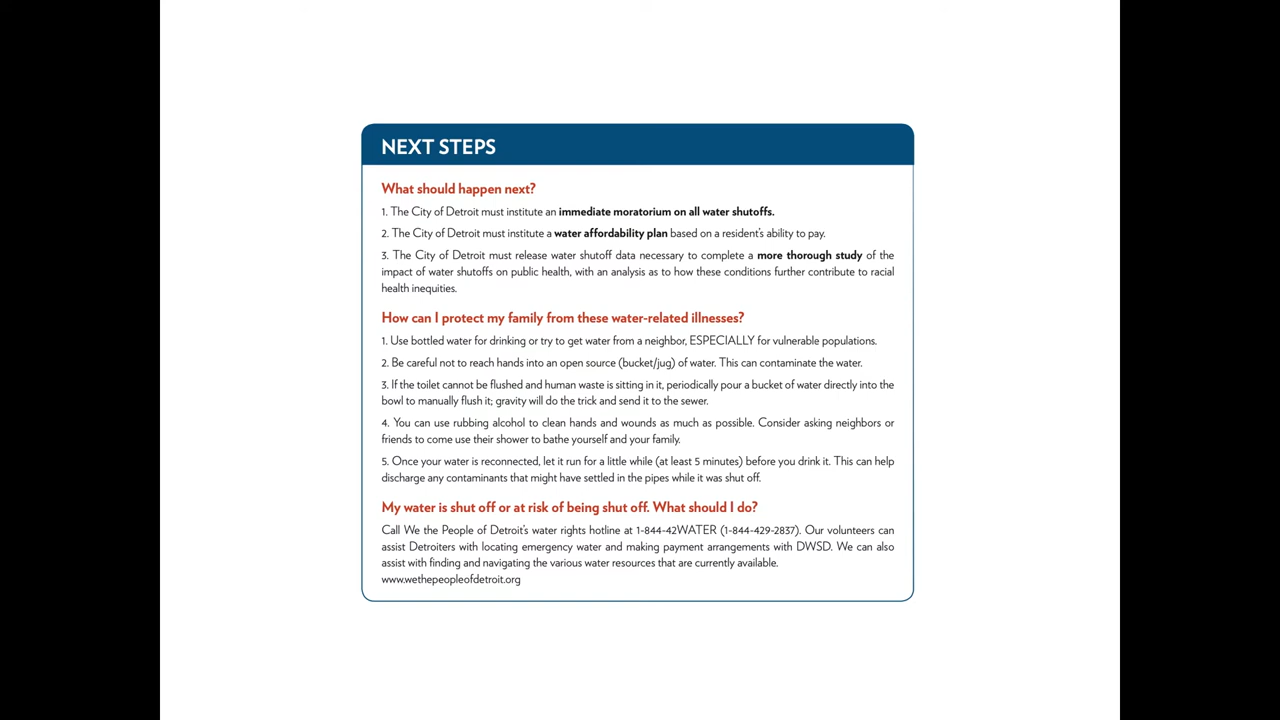 NEXT STEPS
What should happen next?
1. The City of Detroit must institute an immediate moratorium on all water shutoffs.
2. The City of Detroit must institute a water affordability plan based on a resident's ability to pay.
3. The City of Detroit must release water shutoff data necessary to complete a more thorough study of the
impact of water shutoffs on public health, with an analysis as to how these conditions further contribute to racial
health inequities.
How can I protect my family from these water-related illnesses?
1. Use bottled water for drinking or try to get water from a neighbor, ESPECIALLY for vulnerable populations.
2. Be careful not to reach hands into an open source (bucket/jug) of water. This can contaminate the water.
3. If the toilet cannot be flushed and human waste is sitting in it, periodically pour a bucket of water directly into the
bowl to manually flush it; gravity will do the trick and send it to the sewer.
4. You can use rubbing alcohol to clean hands and wounds as much as possible. Consider asking neighbors or
friends to come use their shower to bathe yourself and your family.
5. Once your water is reconnected, let it run for a little while (at least 5 minutes) before you drink it. This can help
discharge any contaminants that might have settled in the pipes while it was shut off.
My water is shut off or at risk of being shut off. What should I do?
Call We the People of Detroit's water rights hotline at 1-844-42WATER (1-844-429-2837). Our volunteers can
assist Detroiters with locating emergency water and making payment arrangements with DWSD. We can also
assist with finding and navigating the various water resources that are currently available.
www.wethepeopleofdetroit.org